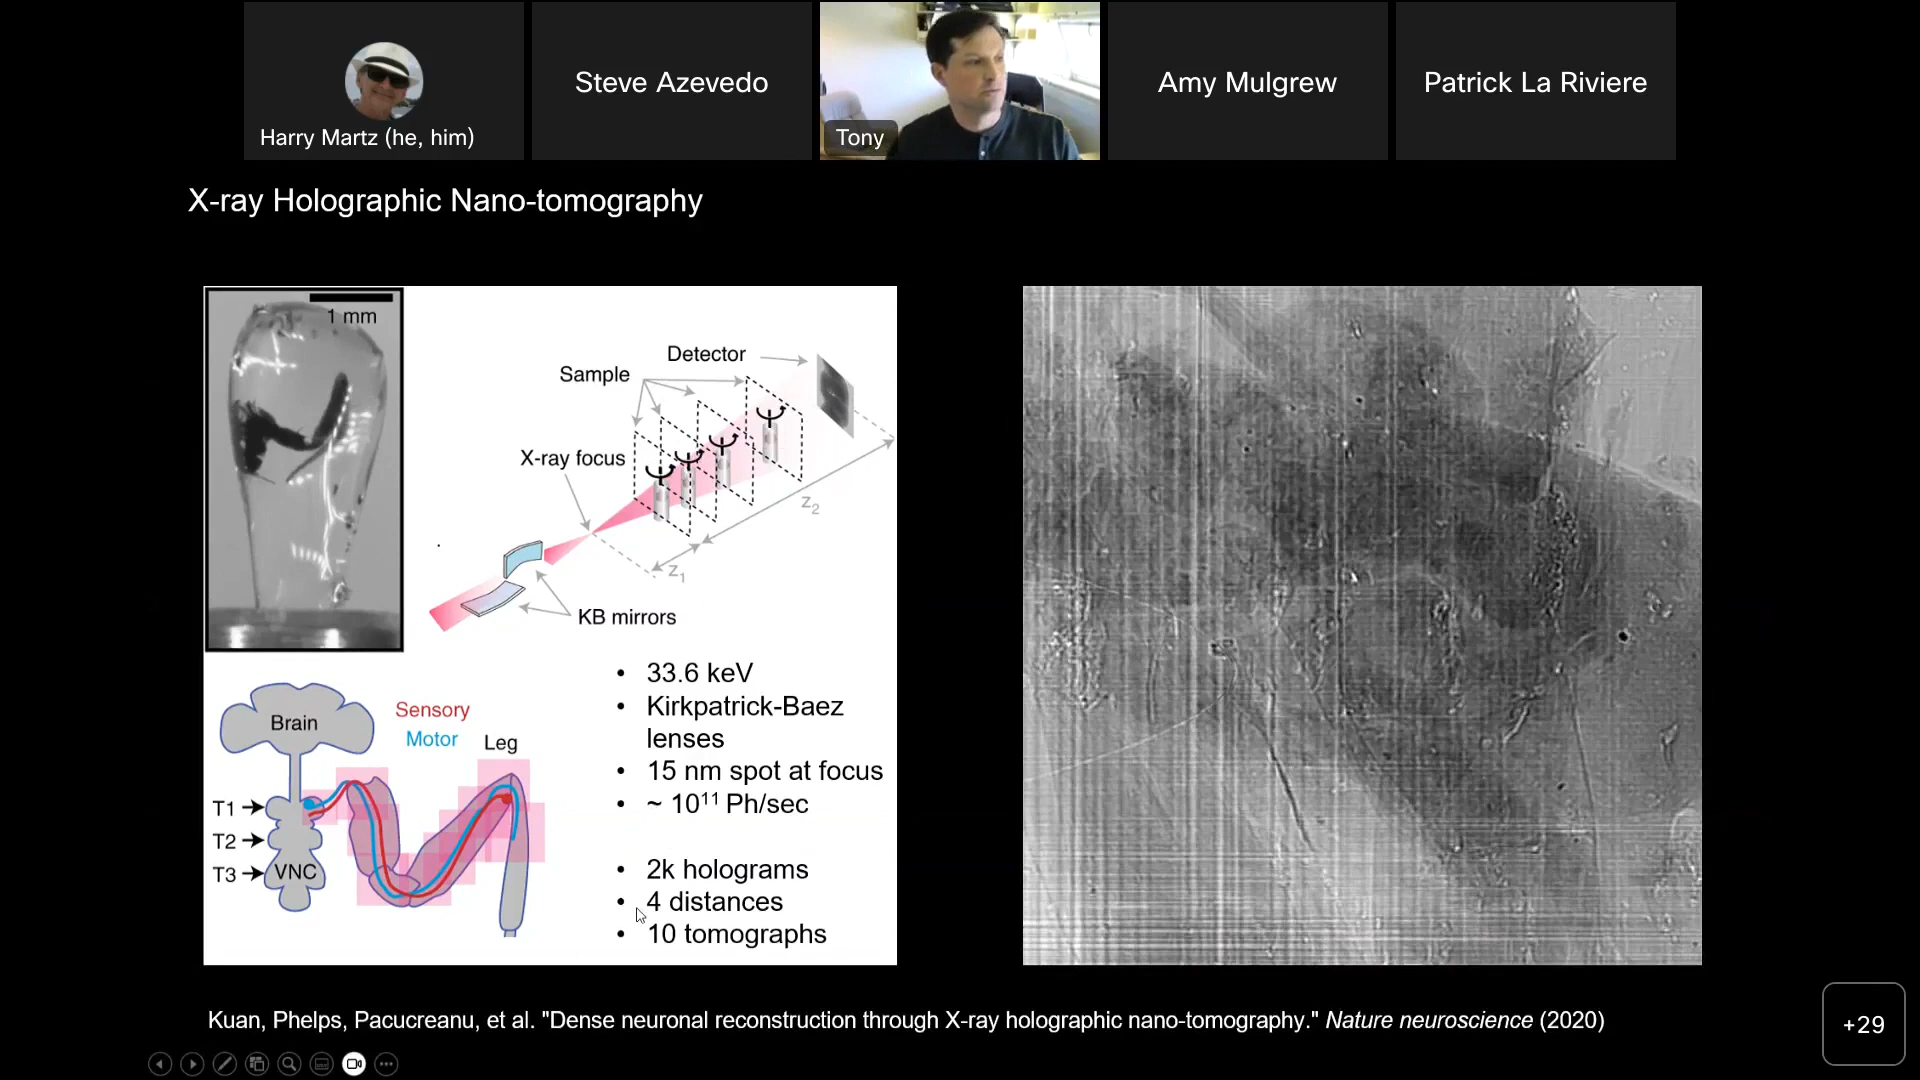 Harry Martz (he, him)
Steve Azevedo
Tony
Amy Mulgrew
Patrick La Riviere
X-ray Holographic Nano-tomography
1 mm
Detector
Sample
X-ray focus
z2
z1
KB mirrors
Brain
Sensory
Motor
Leg
T1
T2
T3
VNC
• 33.6 keV
• Kirkpatrick-Baez
lenses
• 15 nm spot at focus
• ~ 10¹¹ Ph/sec
• 2k holograms
• 4 distances
• 10 tomographs
Kuan, Phelps, Pacucreanu, et al. "Dense neuronal reconstruction through X-ray holographic nano-tomography." Nature neuroscience (2020)
+29